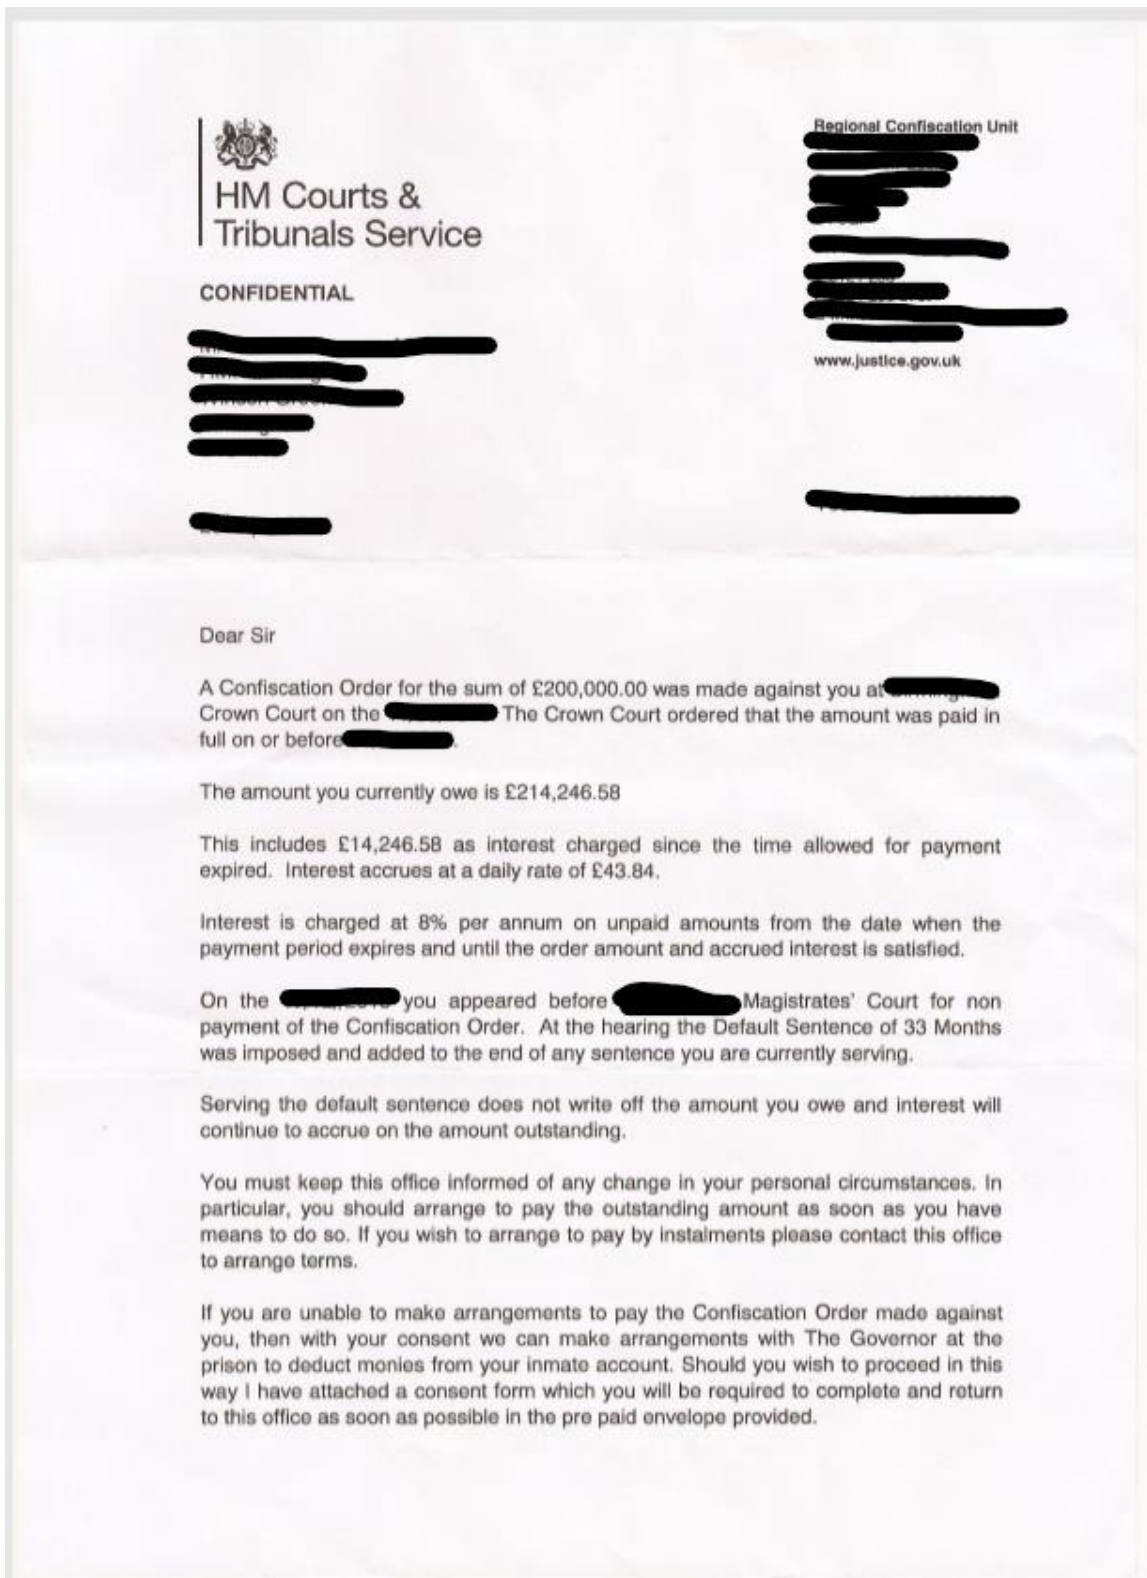 HM Courts &
Tribunals Service
Regional Confiscation Unit
www.justice.gov.uk
CONFIDENTIAL
Dear Sir
A Confiscation Order for the sum of £200,000.00 was made against you at
Crown Court on the The Crown Court ordered that the amount was paid in
full on or before .
The amount you currently owe is £214,246.58
This includes £14,246.58 as interest charged since the time allowed for payment
expired. Interest accrues at a daily rate of £43.84.
Interest is charged at 8% per annum on unpaid amounts from the date when the
payment period expires and until the order amount and accrued interest is satisfied.
On the you appeared before Magistrates' Court for non
payment of the Confiscation Order. At the hearing the Default Sentence of 33 Months
was imposed and added to the end of any sentence you are currently serving.
Serving the default sentence does not write off the amount you owe and interest will
continue to accrue on the amount outstanding.
You must keep this office informed of any change in your personal circumstances. In
particular, you should arrange to pay the outstanding amount as soon as you have
means to do so. If you wish to arrange to pay by instalments please contact this office
to arrange terms.
If you are unable to make arrangements to pay the Confiscation Order made against
you, then with your consent we can make arrangements with The Governor at the
prison to deduct monies from your inmate account. Should you wish to proceed in this
way I have attached a consent form which you will be required to complete and return
to this office as soon as possible in the pre paid envelope provided.